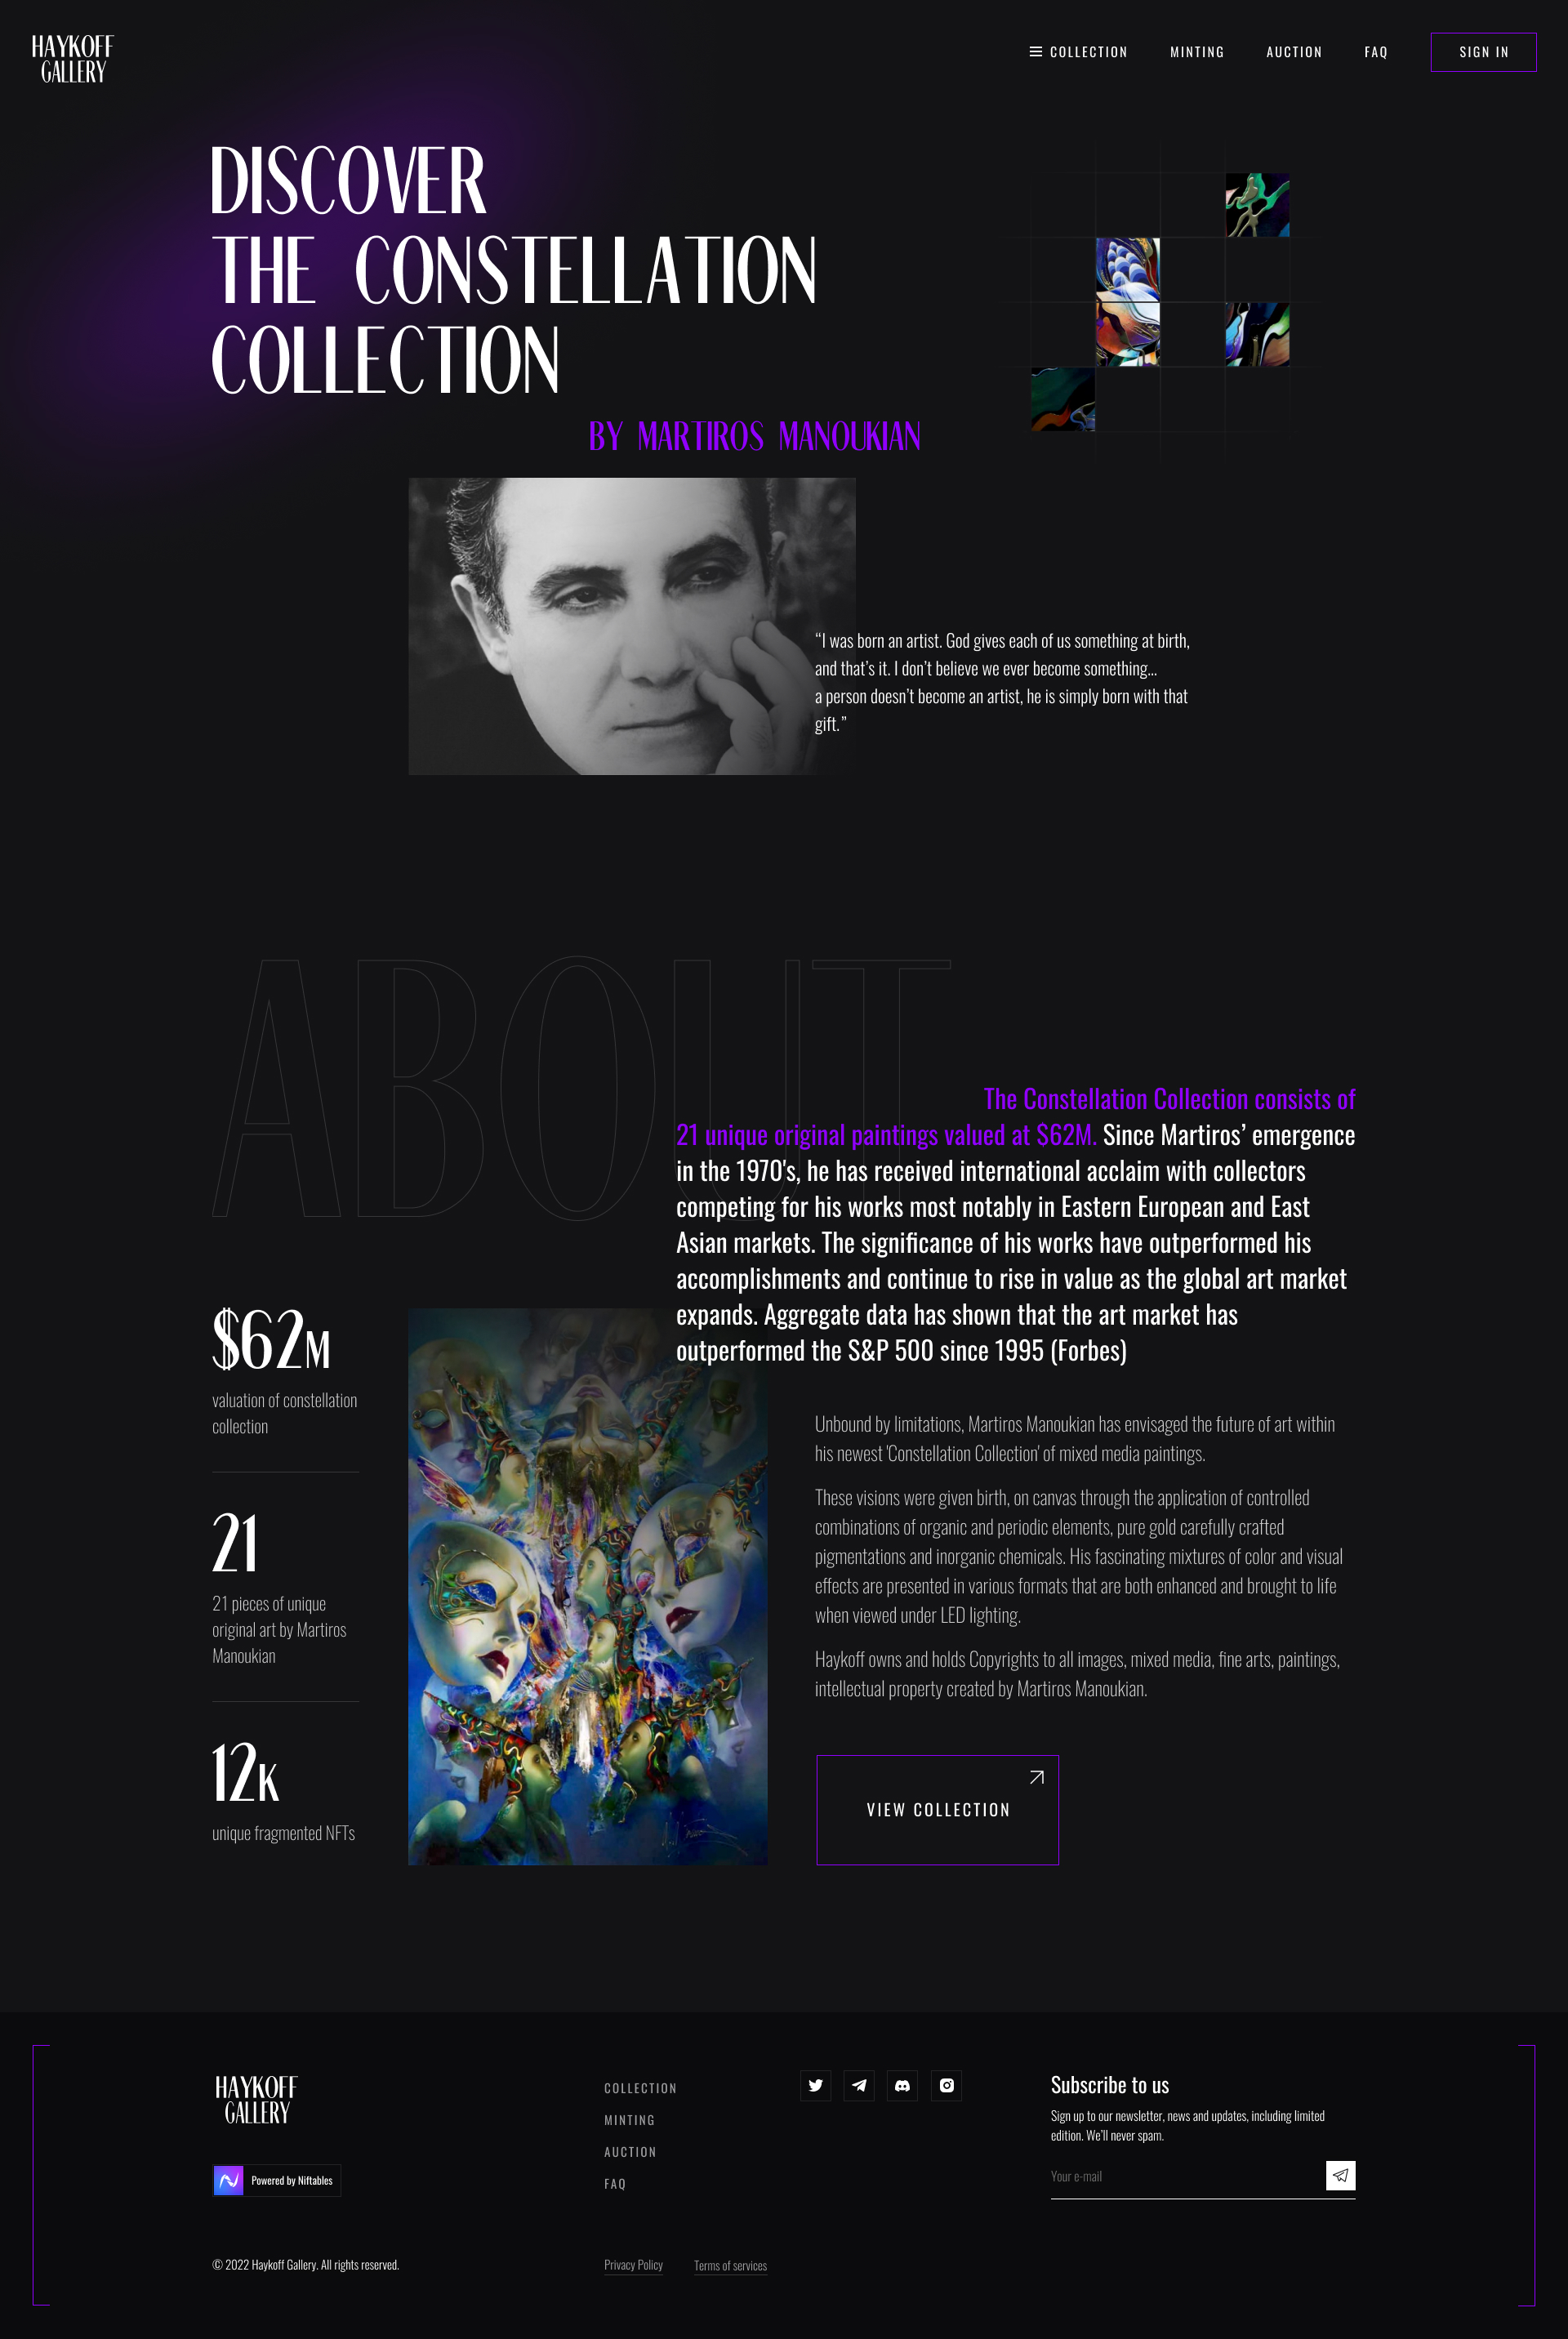 HAYKOFF
GALLERY
COLLECTION
MINTING
AUCTION
FAQ
SIGN IN
DISCOVER
THE CONSTELLATION
COLLECTION
BY MARTIROS MANOUKIAN
“I was born an artist. God gives each of us something at birth,
and that’s it. I don’t believe we ever become something...
a person doesn’t become an artist, he is simply born with that
gift.”
ABOUT
The Constellation Collection consists of
21 unique original paintings valued at $62M. Since Martiros’ emergence
in the 1970's, he has received international acclaim with collectors
competing for his works most notably in Eastern European and East
Asian markets. The significance of his works have outperformed his
accomplishments and continue to rise in value as the global art market
expands. Aggregate data has shown that the art market has
outperformed the S&P 500 since 1995 (Forbes)
$62M
valuation of constellation
collection
21
21 pieces of unique
original art by Martiros
Manoukian
12K
unique fragmented NFTs
Unbound by limitations, Martiros Manoukian has envisaged the future of art within
his newest 'Constellation Collection' of mixed media paintings.
These visions were given birth, on canvas through the application of controlled
combinations of organic and periodic elements, pure gold carefully crafted
pigmentations and inorganic chemicals. His fascinating mixtures of color and visual
effects are presented in various formats that are both enhanced and brought to life
when viewed under LED lighting.
Haykoff owns and holds Copyrights to all images, mixed media, fine arts, paintings,
intellectual property created by Martiros Manoukian.
VIEW COLLECTION
HAYKOFF
GALLERY
Powered by Niftables
© 2022 Haykoff Gallery. All rights reserved.
COLLECTION
MINTING
AUCTION
FAQ
Privacy Policy
Terms of services
Subscribe to us
Sign up to our newsletter, news and updates, including limited
edition. We’ll never spam.
Your e-mail